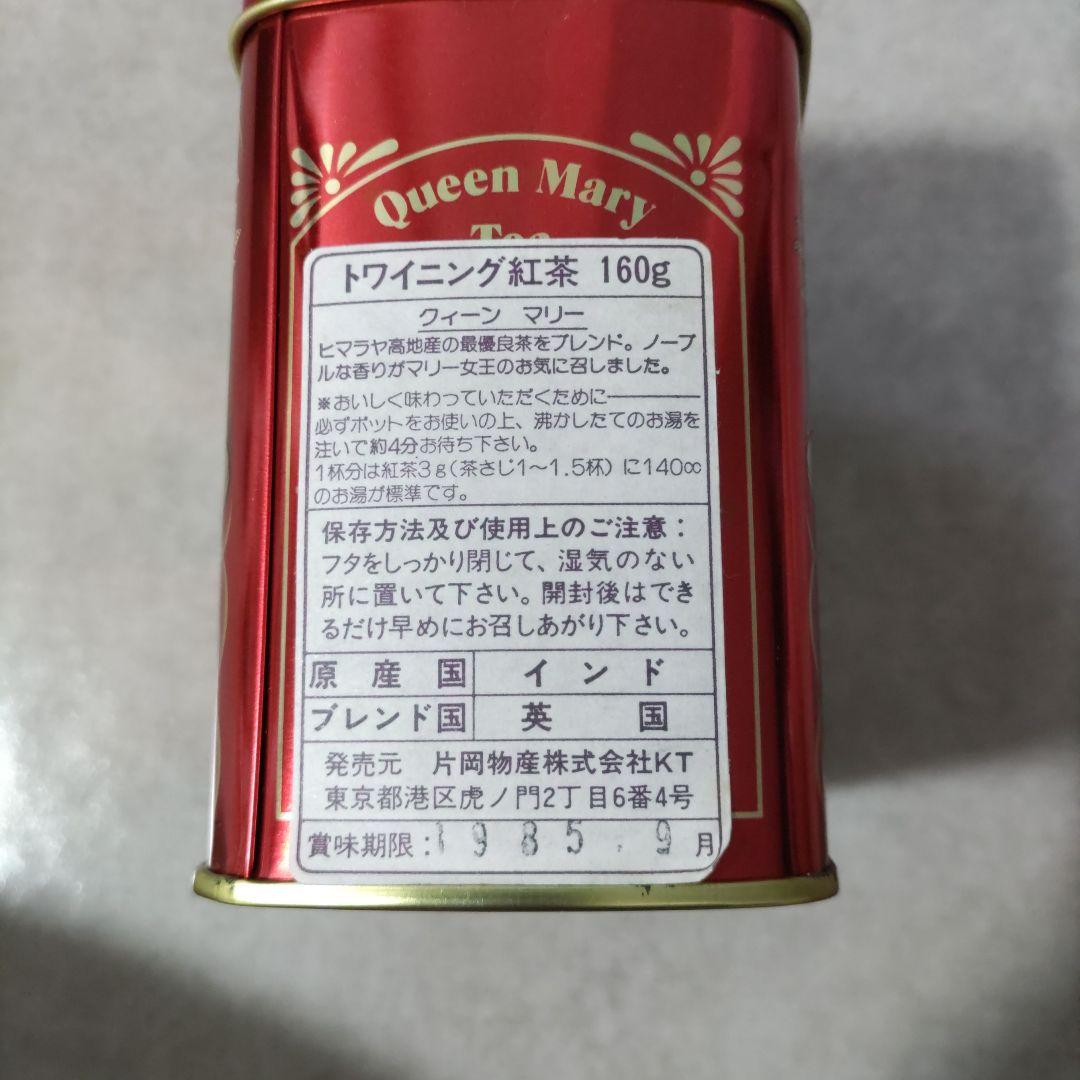 Queen Mary
Tea
トワイニング紅茶 160g
クィーン マリー
ヒマラヤ高地産の最優良茶をブレンド。ノーブ
ルな香りがマリー女王のお気に召しました。
※おいしく味わっていただくために――――
必ずポットをお使いの上、沸かしたてのお湯を
注いで約4分お待ち下さい。
1杯分は紅茶3g(茶さじ1〜1.5杯)に140cc
のお湯が標準です。
保存方法及び使用上のご注意:
フタをしっかり閉じて、湿気のない
所に置いて下さい。開封後はでき
るだけ早めにお召しあがり下さい。
原産国 インド
ブレンド国 英国
発売元 片岡物産株式会社KT
東京都港区虎ノ門2丁目6番4号
賞味期限:1985.9月